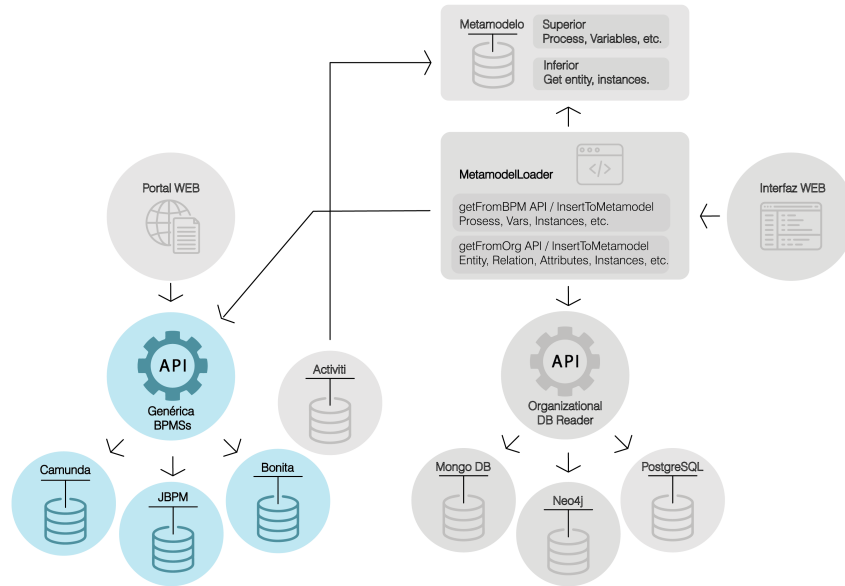 Metamodelo
Superior
Process, Variables, etc.
Inferior
Get entity, instances.
MetamodelLoader
getFromBPM API / InsertToMetamodel
Prosess, Vars, Instances, etc.
getFromOrg API / InsertToMetamodel
Entity, Relation, Attributes, Instances, etc.
Portal WEB
Interfaz WEB
API
Genérica
BPMSs
Activiti
API
Organizational
DB Reader
Camunda
JBPM
Bonita
Mongo DB
Neo4j
PostgreSQL